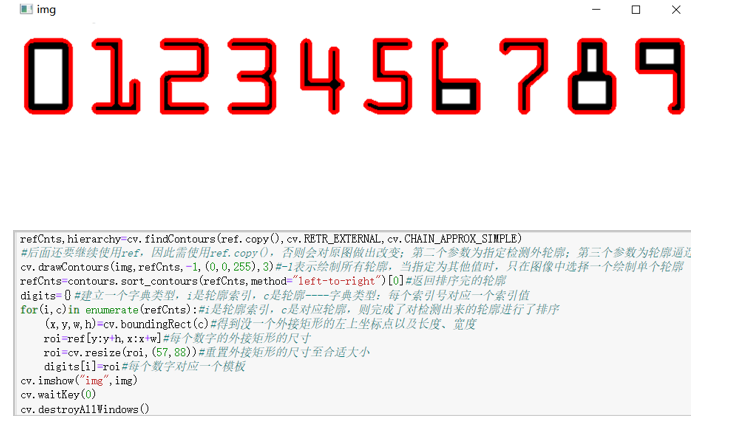 img
0123456789
refCnts,hierarchy=cv.findContours(ref.copy(),cv.RETR_EXTERNAL,cv.CHAIN_APPROX_SIMPLE)
#后面还要继续使用ref，因此需使用ref.copy()，否则会对原图做出改变；第二个参数为指定检测外轮廓；第三个参数为轮廓逼近
cv.drawContours(img,refCnts,-1,(0,0,255),3)#-1表示绘制所有轮廓，当指定为其他值时，只在图像中选择一个绘制单个轮廓
refCnts=contours.sort_contours(refCnts,method="left-to-right")[0]#返回排序完的轮廓
digits={}#建立一个字典类型，i是轮廓索引，c是轮廓----字典类型：每个索引号对应一个索引值
for(i,c)in enumerate(refCnts):#i是轮廓索引，c是对应轮廓，则完成了对检测出来的轮廓进行了排序
(x,y,w,h)=cv.boundingRect(c)#得到没一个外接矩形的左上坐标点以及长度、宽度
roi=ref[y:y+h,x:x+w]#每个数字的外接矩形的尺寸
roi=cv.resize(roi,(57,88))#重置外接矩形的尺寸至合适大小
digits[i]=roi#每个数字对应一个模板
cv.imshow("img",img)
cv.waitKey(0)
cv.destroyAllWindows()